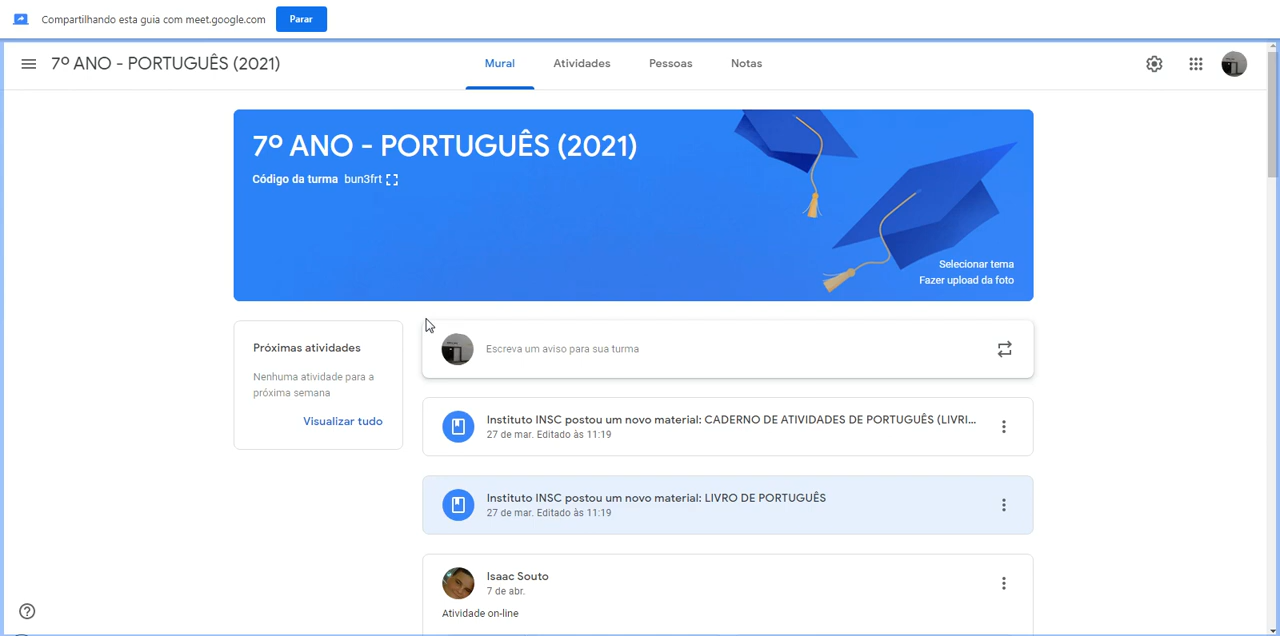 Compartilhando esta guia com meet.google.com
Parar
7º ANO - PORTUGUÊS (2021)
Mural
Atividades
Pessoas
Notas
7º ANO - PORTUGUÊS (2021)
Código da turma bun3frt
Selecionar tema
Fazer upload da foto
Próximas atividades
Nenhuma atividade para a
próxima semana
Visualizar tudo
Escreva um aviso para sua turma
Instituto INSC postou um novo material: CADERNO DE ATIVIDADES DE PORTUGUÊS (LIVRI...
27 de mar. Editado às 11:19
Instituto INSC postou um novo material: LIVRO DE PORTUGUÊS
27 de mar. Editado às 11:19
Isaac Souto
7 de abr.
Atividade on-line